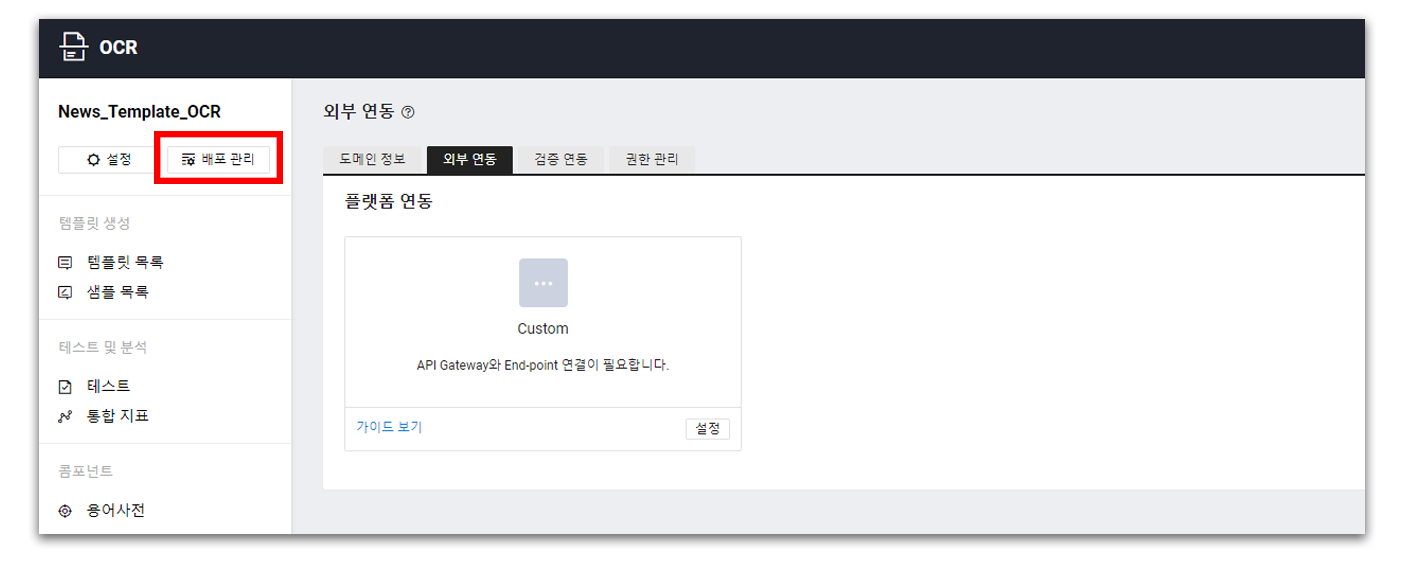 OCR
News_Template_OCR
설정
배포 관리
템플릿 생성
템플릿 목록
샘플 목록
테스트 및 분석
테스트
통합 지표
콤포넌트
용어사전
외부 연동
도메인 정보 외부 연동 검증 연동 권한 관리
플랫폼 연동
Custom
API Gateway와 End-point 연결이 필요합니다.
가이드 보기 설정